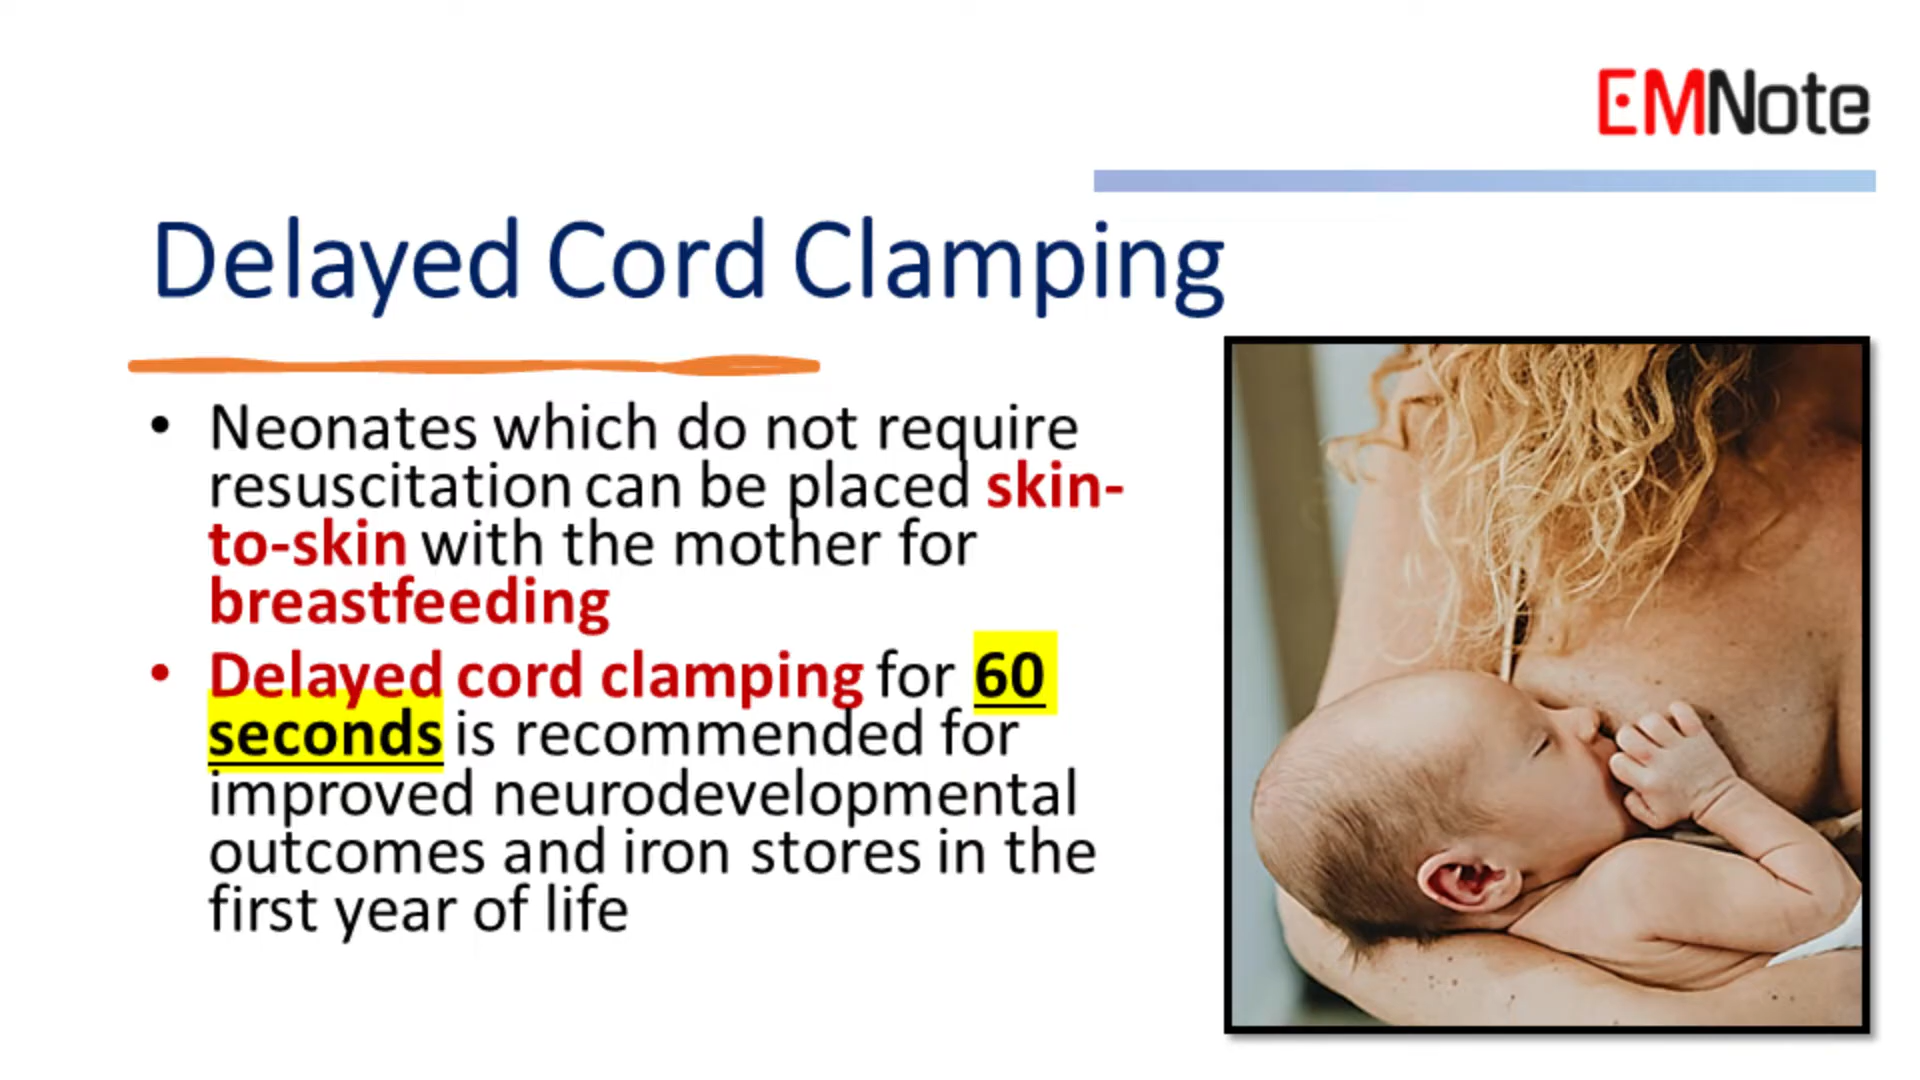 EMNote
Delayed Cord Clamping
• Neonates which do not require
resuscitation can be placed skin-
to-skin with the mother for
breastfeeding
• Delayed cord clamping for 60
seconds is recommended for
improved neurodevelopmental
outcomes and iron stores in the
first year of life